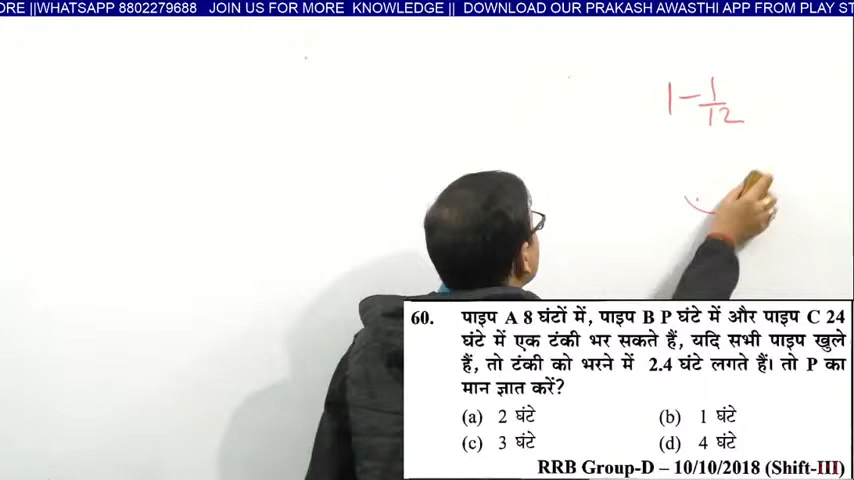 ORE ||WHATSAPP 8802279688 JOIN US FOR MORE KNOWLEDGE || DOWNLOAD OUR PRAKASH AWASTHI APP FROM PLAY ST
1 - 1/12
60. पाइप A 8 घंटों में, पाइप B P घंटे में और पाइप C 24
घंटे में एक टंकी भर सकते हैं, यदि सभी पाइप खुले
हैं, तो टंकी को भरने में 2.4 घंटे लगते हैं। तो P का
मान ज्ञात करें?
(a) 2 घंटे (b) 1 घंटे
(c) 3 घंटे (d) 4 घंटे
RRB Group-D – 10/10/2018 (Shift-III)